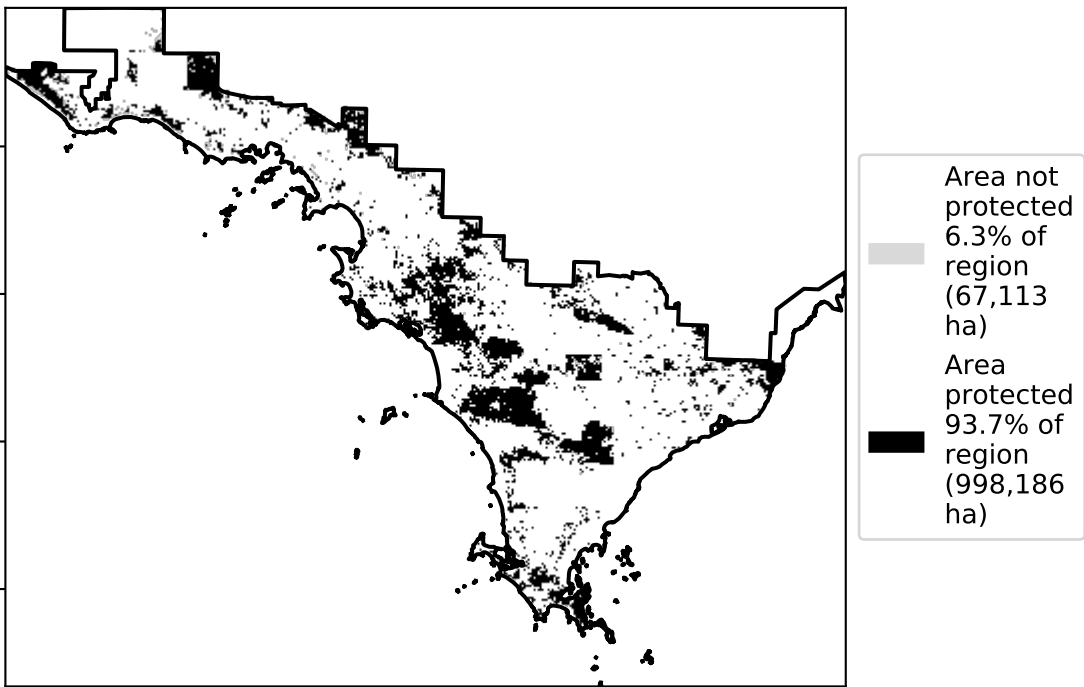 Area not
protected
6.3% of
region
(67,113
ha)
Area
protected
93.7% of
region
(998,186
ha)